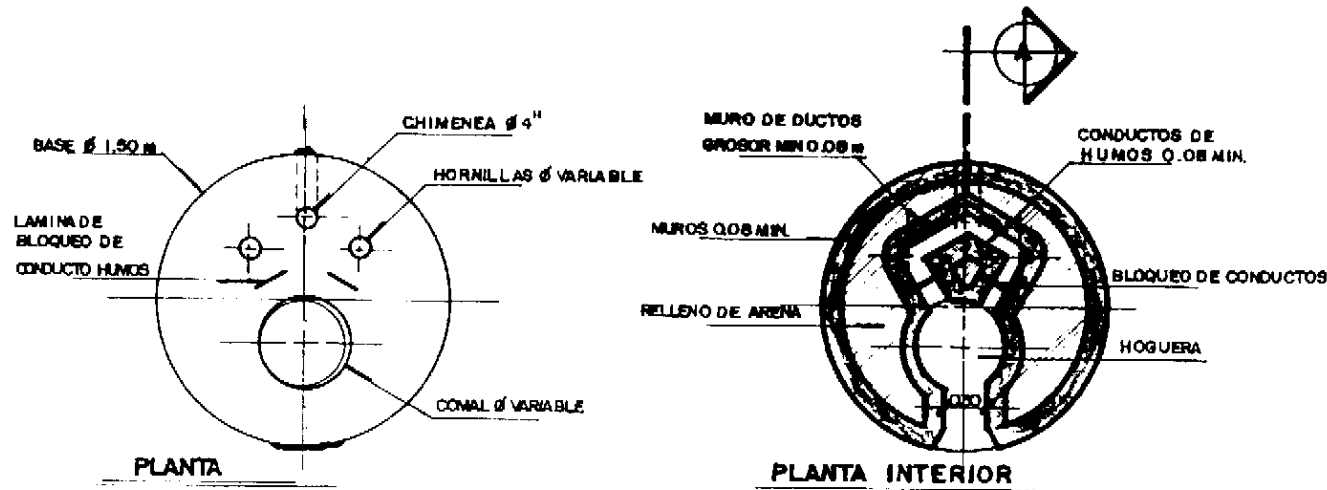 CHIMENEA Ø 4"
BASE Ø 1.50 m
HORNILLAS Ø VARIABLE
LAMINA DE
BLOQUEO DE
CONDUCTO HUMOS
COMAL Ø VARIABLE
PLANTA
MURO DE DUCTOS
GROSOR MIN 0.08 m
CONDUCTOS DE
HUMOS 0.08 MIN.
MUROS 0.08 MIN.
BLOQUEO DE CONDUCTOS
RELLENO DE ARENA
HOGUERA
PLANTA INTERIOR